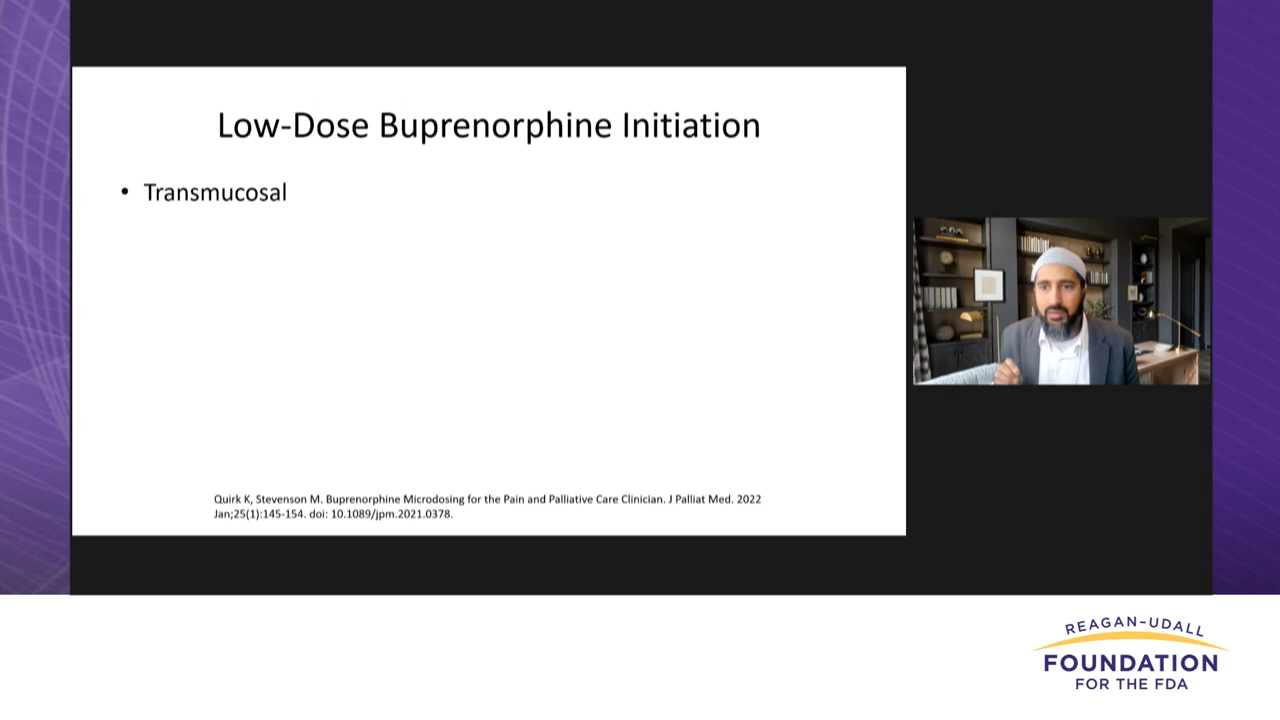 Low-Dose Buprenorphine Initiation
• Transmucosal
Quirk K, Stevenson M. Buprenorphine Microdosing for the Pain and Palliative Care Clinician. J Palliat Med. 2022
Jan;25(1):145-154. doi: 10.1089/jpm.2021.0378.
REAGAN-UDALL
FOUNDATION
FOR THE FDA